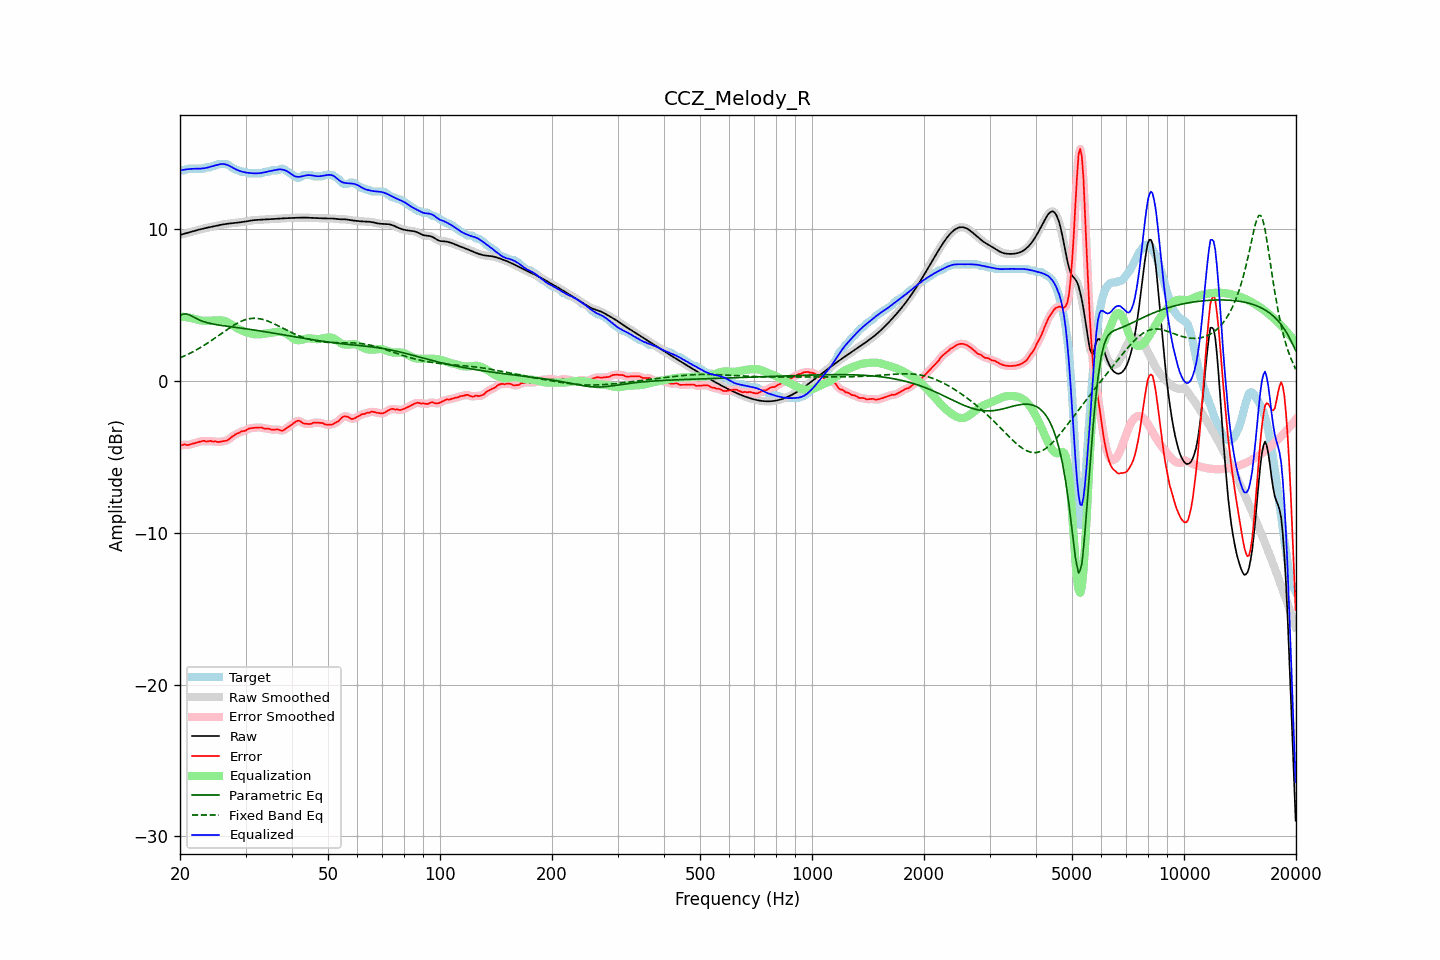 CCZ_Melody_R
10
0
−10
−20
−30
Amplitude (dBr)
Target
Raw Smoothed
Error Smoothed
Raw
Error
Equalization
Parametric Eq
Fixed Band Eq
Equalized
20 50 100 200 500 1000 2000 5000 10000 20000
Frequency (Hz)